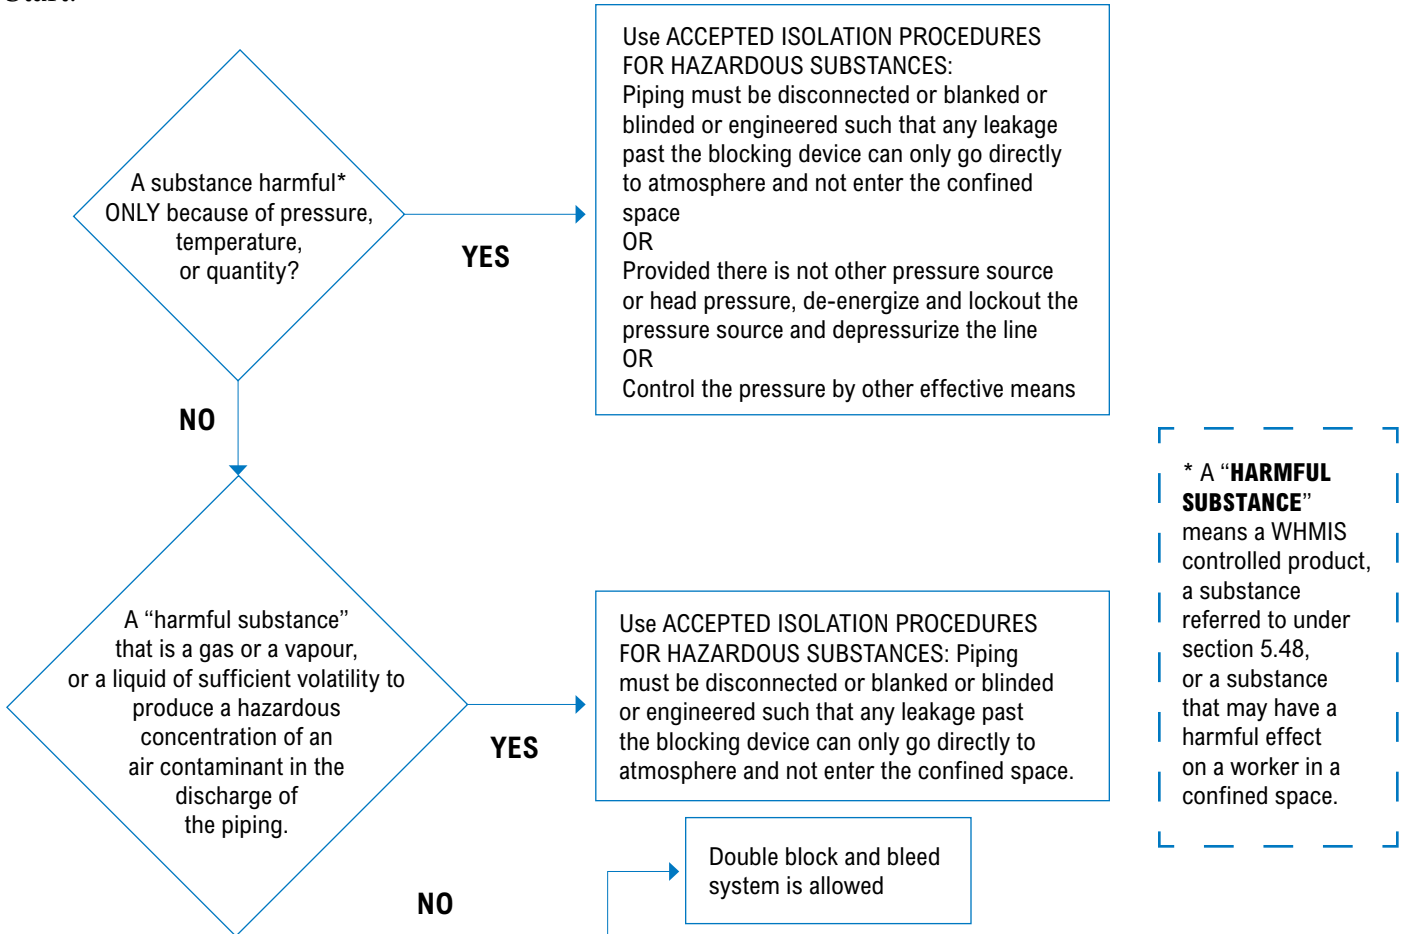 Start:
A substance harmful*
ONLY because of pressure,
temperature,
or quantity?
YES
Use ACCEPTED ISOLATION PROCEDURES
FOR HAZARDOUS SUBSTANCES:
Piping must be disconnected or blanked or
blinded or engineered such that any leakage
past the blocking device can only go directly
to atmosphere and not enter the confined
space
OR
Provided there is not other pressure source
or head pressure, de-energize and lockout the
pressure source and depressurize the line
OR
Control the pressure by other effective means
NO
* A “HARMFUL
SUBSTANCE”
means a WHMIS
controlled product,
a substance
referred to under
section 5.48,
or a substance
that may have a
harmful effect
on a worker in a
confined space.
A “harmful substance”
that is a gas or a vapour,
or a liquid of sufficient volatility to
produce a hazardous
concentration of an
air contaminant in the
discharge of
the piping.
YES
Use ACCEPTED ISOLATION PROCEDURES
FOR HAZARDOUS SUBSTANCES: Piping
must be disconnected or blanked or blinded
or engineered such that any leakage past
the blocking device can only go directly to
atmosphere and not enter the confined space.
NO
Double block and bleed
system is allowed